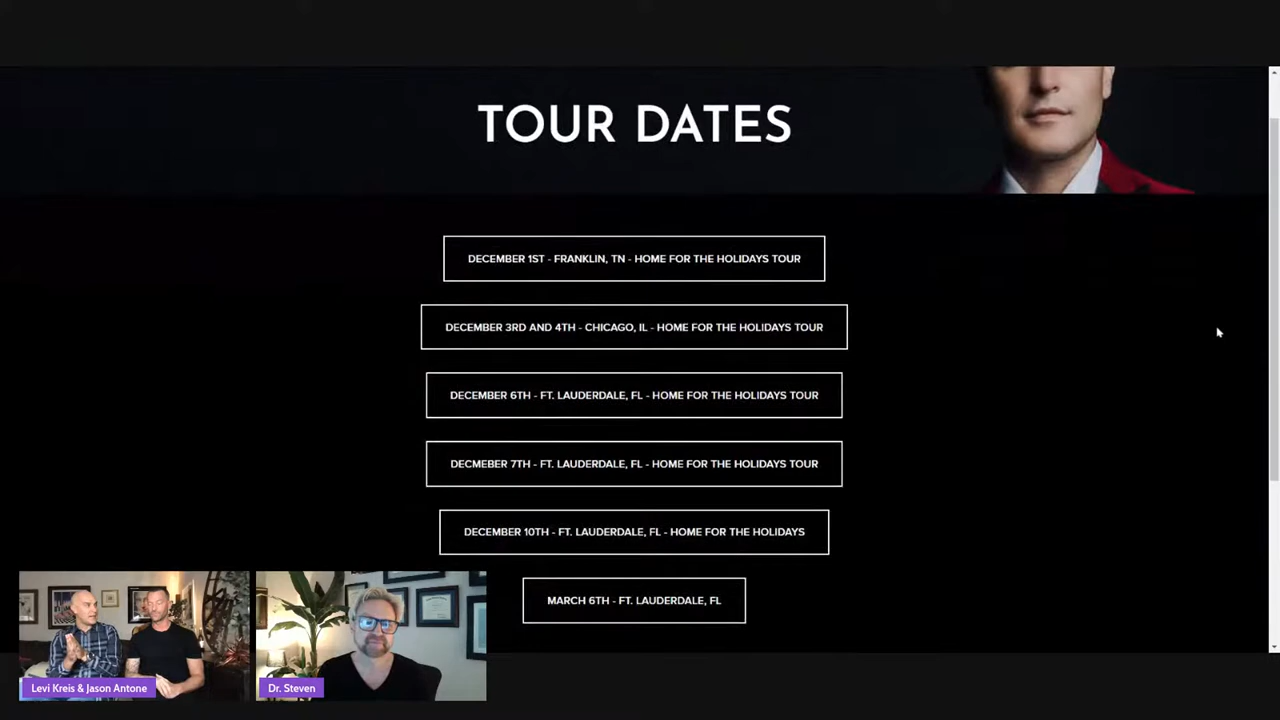 TOUR DATES
DECEMBER 1ST - FRANKLIN, TN - HOME FOR THE HOLIDAYS TOUR
DECEMBER 3RD AND 4TH - CHICAGO, IL - HOME FOR THE HOLIDAYS TOUR
DECEMBER 6TH - FT. LAUDERDALE, FL - HOME FOR THE HOLIDAYS TOUR
DECMEBER 7TH - FT. LAUDERDALE, FL - HOME FOR THE HOLIDAYS TOUR
DECEMBER 10TH - FT. LAUDERDALE, FL - HOME FOR THE HOLIDAYS
MARCH 6TH - FT. LAUDERDALE, FL
Levi Kreis & Jason Antone
Dr. Steven